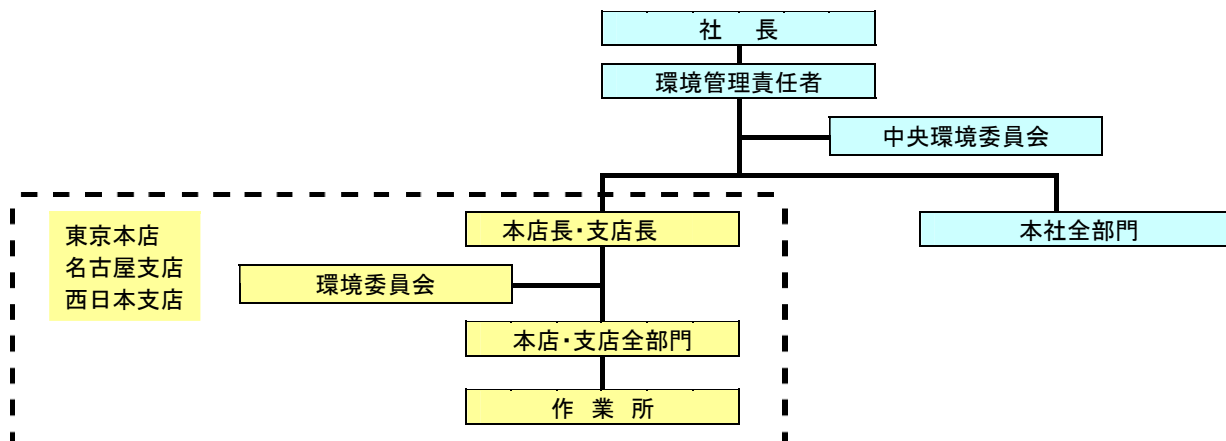 社 長
環境管理責任者
中央環境委員会
本店長・支店長
本社全部門
東京本店
名古屋支店
西日本支店
環境委員会
本店・支店全部門
作 業 所